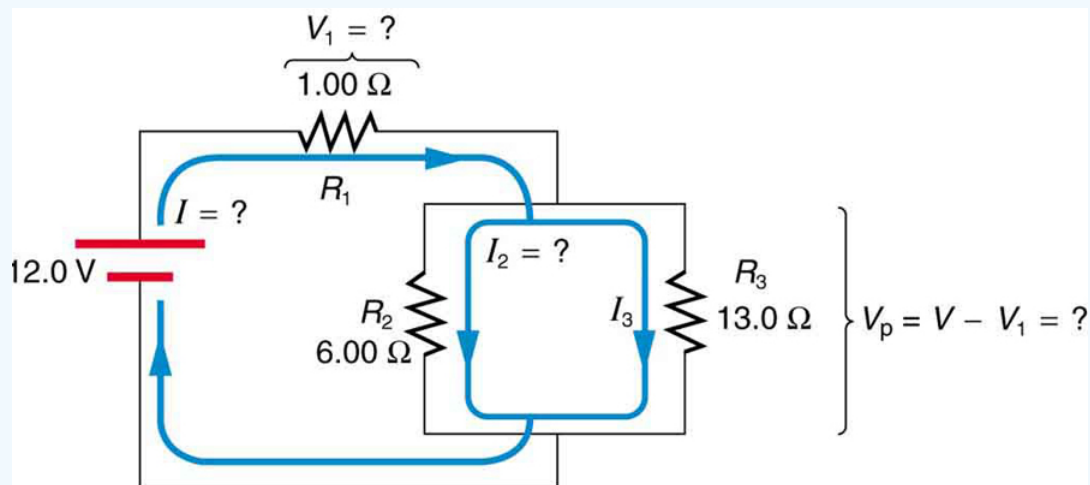 V₁ = ?
1.00 Ω
R₁
I = ?
12.0 V
I₂ = ?
R₂
6.00 Ω
I₃
R₃
13.0 Ω
Vₚ = V – V₁ = ?